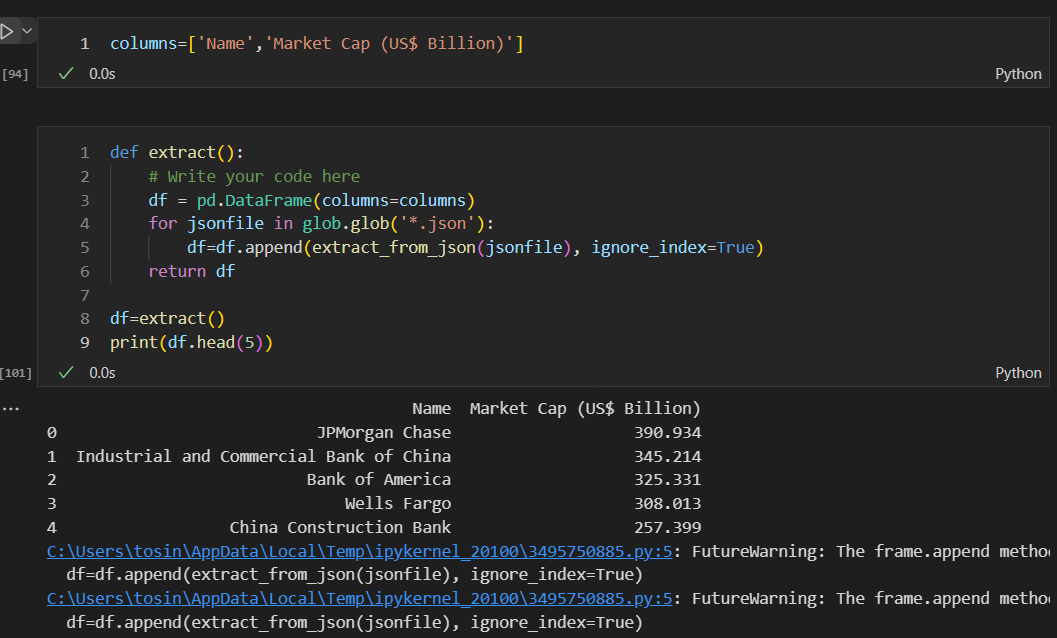 1 columns=['Name','Market Cap (US$ Billion)']
[94] 0.0s Python
1 def extract():
2 # Write your code here
3 df = pd.DataFrame(columns=columns)
4 for jsonfile in glob.glob('*.json'):
5 df=df.append(extract_from_json(jsonfile), ignore_index=True)
6 return df
7
8 df=extract()
9 print(df.head(5))
[101] 0.0s Python
... Name Market Cap (US$ Billion)
0 JPMorgan Chase 390.934
1 Industrial and Commercial Bank of China 345.214
2 Bank of America 325.331
3 Wells Fargo 308.013
4 China Construction Bank 257.399
C:\Users\tosin\AppData\Local\Temp\ipykernel_20100\3495750885.py:5: FutureWarning: The frame.append metho
df=df.append(extract_from_json(jsonfile), ignore_index=True)
C:\Users\tosin\AppData\Local\Temp\ipykernel_20100\3495750885.py:5: FutureWarning: The frame.append metho
df=df.append(extract_from_json(jsonfile), ignore_index=True)